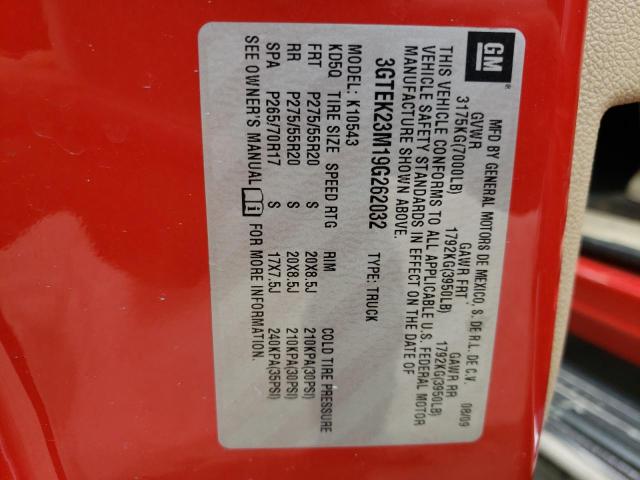 GM
MFD BY GENERAL MOTORS DE MEXICO, S. DE R.L. DE C.V.
08/09
GVWR GAWR FRT GAWR RR
3175KG(7000LB) 1792KG(3950LB) 1792KG(3950LB)
THIS VEHICLE CONFORMS TO ALL APPLICABLE U.S. FEDERAL MOTOR
VEHICLE SAFETY STANDARDS IN EFFECT ON THE DATE OF
MANUFACTURE SHOWN ABOVE.
3GTEK23M19G262032 TYPE: TRUCK
MODEL: K10543
KD5Q TIRE SIZE SPEED RTG RIM COLD TIRE PRESSURE
FRT P275/55R20 S 20X8.5J 210KPA(30PSI)
RR P275/55R20 S 20X8.5J 210KPA(30PSI)
SPA P265/70R17 S 17X7.5J 240KPA(35PSI)
SEE OWNER'S MANUAL i FOR MORE INFORMATION.